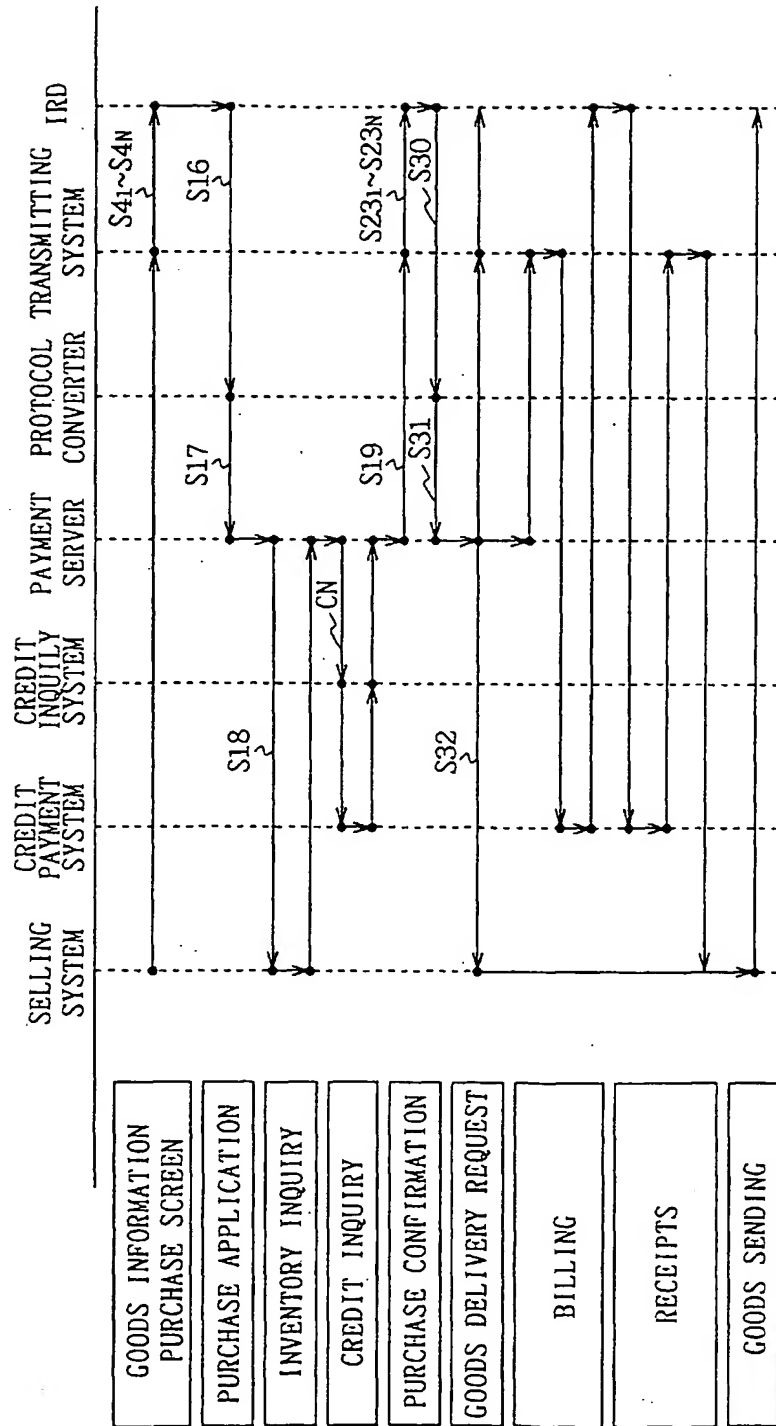 SELLING
SYSTEM
CREDIT
PAYMENT
SYSTEM
CREDIT
INQUILY
SYSTEM
PAYMENT
SERVER
PROTOCOL
CONVERTER
TRANSMITTING
SYSTEM
IRD
GOODS INFORMATION
PURCHASE SCREEN
S41~S4N
PURCHASE APPLICATION
S17
S16
INVENTORY INQUIRY
S18
CREDIT INQUIRY
CN
PURCHASE CONFIRMATION
S19
S231~S23N
S31
S30
GOODS DELIVERY REQUEST
S32
BILLING
RECEIPTS
GOODS SENDING